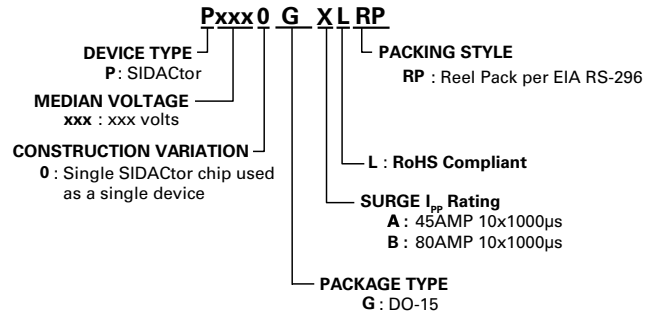 Pxxx0 G XL RP
DEVICE TYPE
P: SIDACtor
MEDIAN VOLTAGE
xxx : xxx volts
CONSTRUCTION VARIATION
0 : Single SIDACtor chip used
as a single device
PACKING STYLE
RP : Reel Pack per EIA RS-296
L : RoHS Compliant
SURGE Ipp Rating
A : 45AMP 10x1000µs
B : 80AMP 10x1000µs
PACKAGE TYPE
G : DO-15